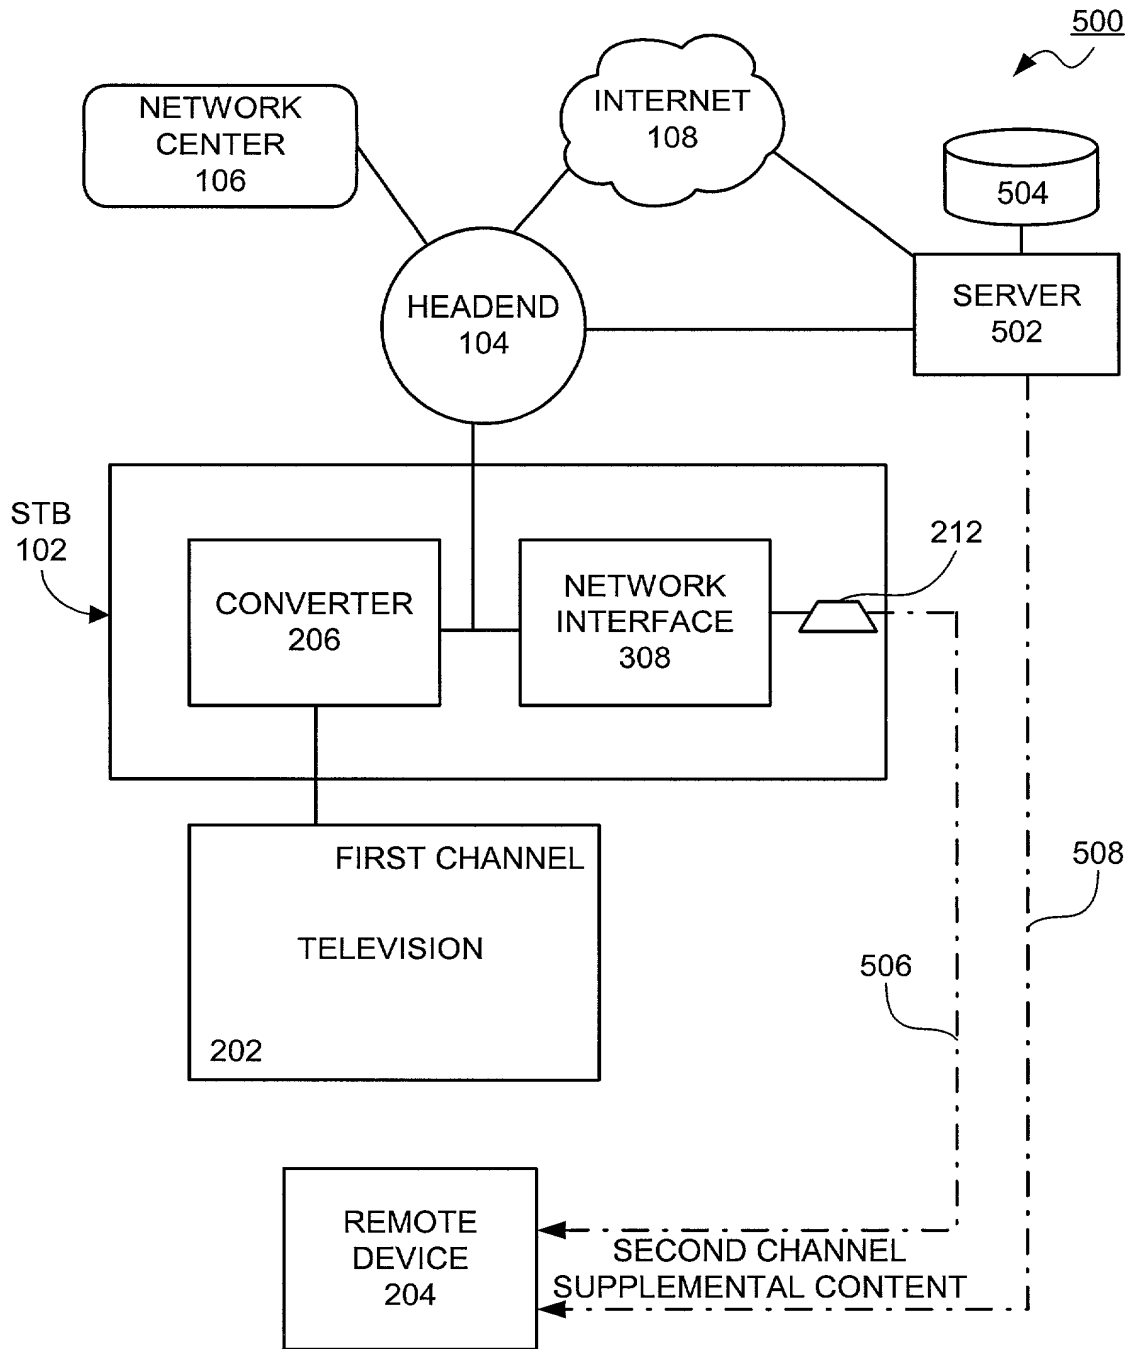 500
NETWORK
CENTER
106
INTERNET
108
504
HEADEND
104
SERVER
502
STB
102
212
CONVERTER
206
NETWORK
INTERFACE
308
FIRST CHANNEL
TELEVISION
202
508
506
REMOTE
DEVICE
204
SECOND CHANNEL
SUPPLEMENTAL CONTENT